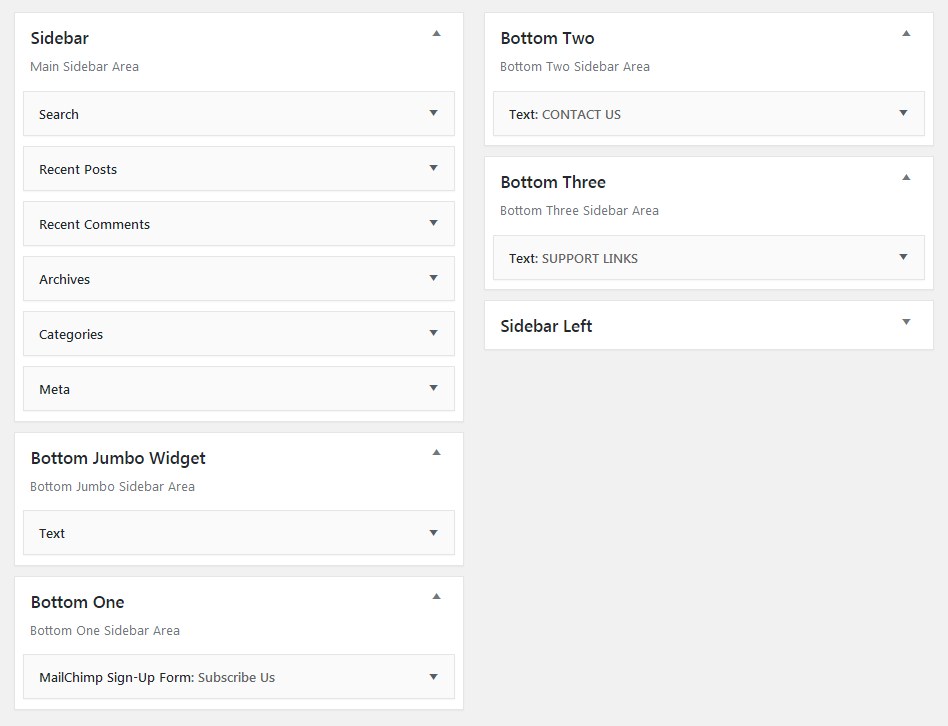 Sidebar
Main Sidebar Area
Search
Recent Posts
Recent Comments
Archives
Categories
Meta
Bottom Jumbo Widget
Bottom Jumbo Sidebar Area
Text
Bottom One
Bottom One Sidebar Area
MailChimp Sign-Up Form: Subscribe Us
Bottom Two
Bottom Two Sidebar Area
Text: CONTACT US
Bottom Three
Bottom Three Sidebar Area
Text: SUPPORT LINKS
Sidebar Left